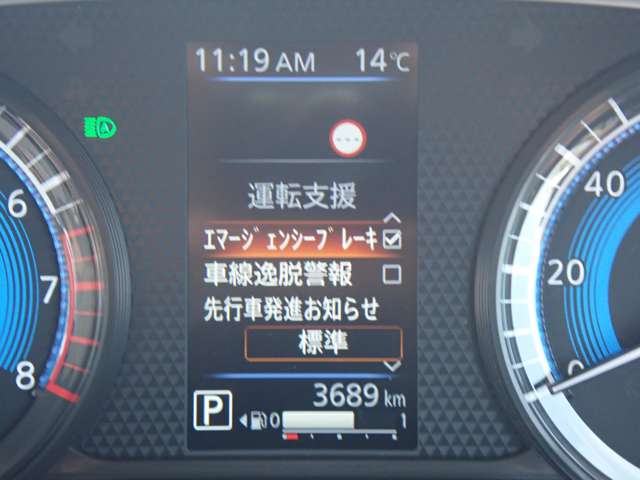 11:19 AM 14℃
運転支援
ｴﾏｰｼﾞｪﾝｼｰﾌﾞﾚｰｷ
車線逸脱警報
先行車発進お知らせ
標準
3689 km
P 0 1
6
7
8
40
20
0